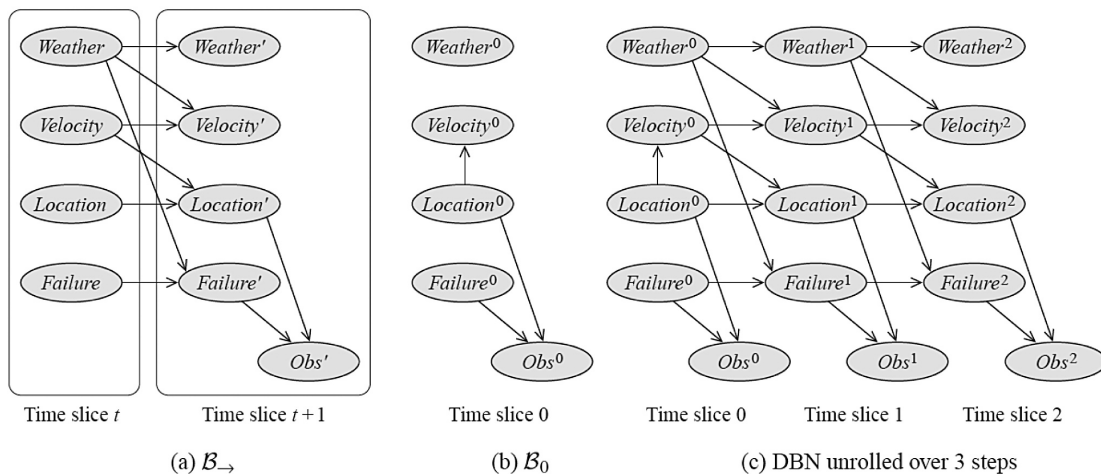 Weather Weather' Weather⁰ Weather⁰ Weather¹ Weather²
Velocity Velocity' Velocity⁰ Velocity⁰ Velocity¹ Velocity²
Location Location' Location⁰ Location⁰ Location¹ Location²
Failure Failure' Failure⁰ Failure⁰ Failure¹ Failure²
Obs' Obs⁰ Obs⁰ Obs¹ Obs²
Time slice t Time slice t+1 Time slice 0 Time slice 0 Time slice 1 Time slice 2
(a) ℬ→ (b) ℬ₀ (c) DBN unrolled over 3 steps